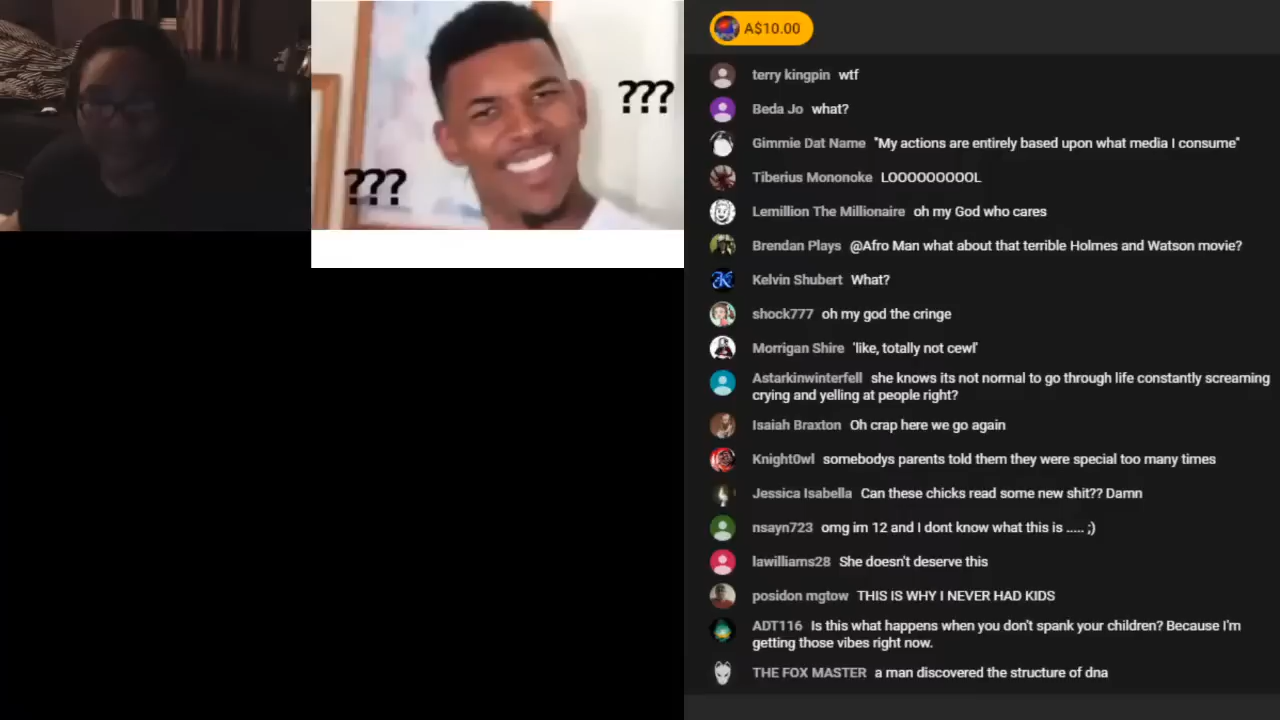 ???
???
A$10.00
terry kingpin wtf
Beda Jo what?
Gimmie Dat Name "My actions are entirely based upon what media I consume"
Tiberius Mononoke LOOOOOOOOOL
Lemillion The Millionaire oh my God who cares
Brendan Plays @Afro Man what about that terrible Holmes and Watson movie?
Kelvin Shubert What?
shock777 oh my god the cringe
Morrigan Shire 'like, totally not cewl'
Astarkinwinterfell she knows its not normal to go through life constantly screaming
crying and yelling at people right?
Isaiah Braxton Oh crap here we go again
Knight0wl somebodys parents told them they were special too many times
Jessica Isabella Can these chicks read some new shit?? Damn
nsayn723 omg im 12 and I dont know what this is ..... ;)
lawilliams28 She doesn't deserve this
posidon mgtow THIS IS WHY I NEVER HAD KIDS
ADT116 Is this what happens when you don't spank your children? Because I'm
getting those vibes right now.
THE FOX MASTER a man discovered the structure of dna